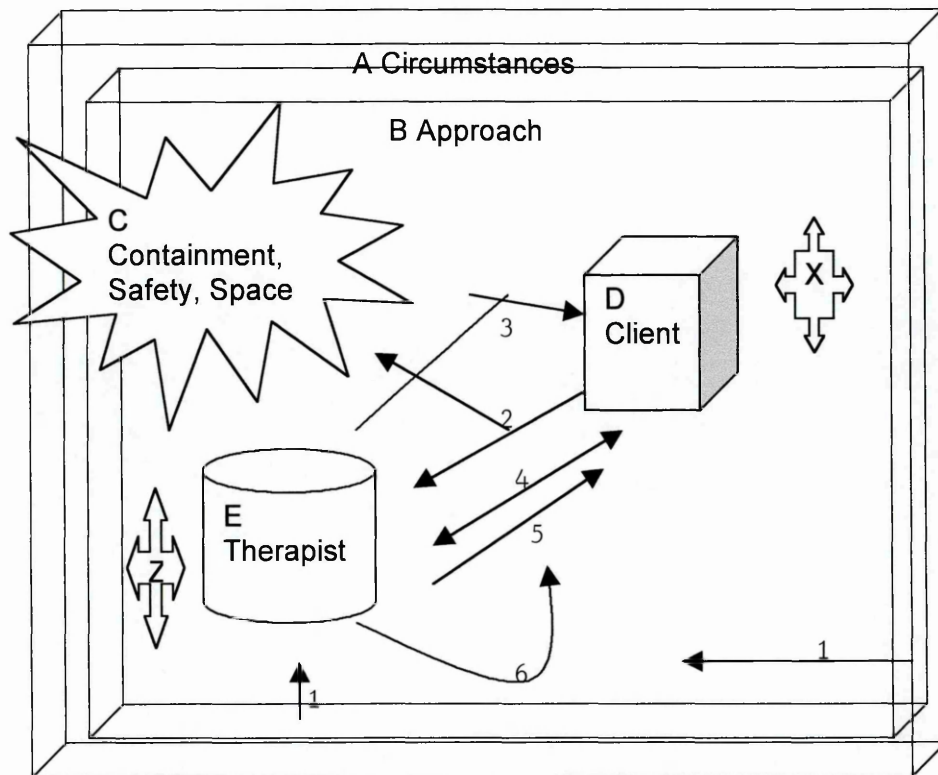 A Circumstances
B Approach
C
Containment,
Safety, Space
D
Client
X
3
2
4
5
E
Therapist
Z
6
1
1